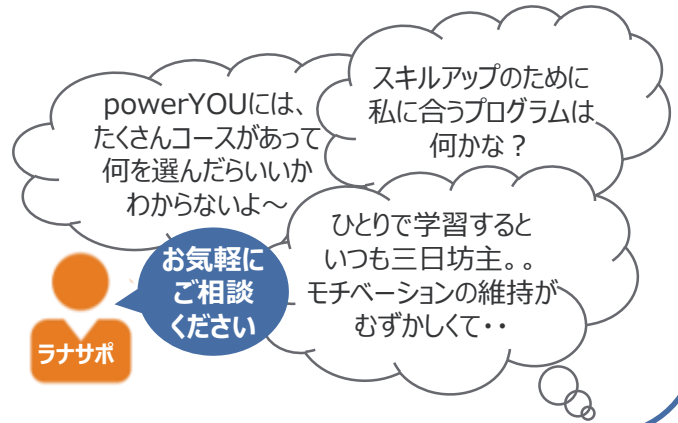 powerYOUには、
たくさんコースがあって
何を選んだらいいか
わからないよ～
スキルアップのために
私に合うプログラムは
何かな？
ひとりで学習すると
いつも三日坊主。。
モチベーションの維持が
むずかしくて・・
お気軽に
ご相談
ください
ラナサポ